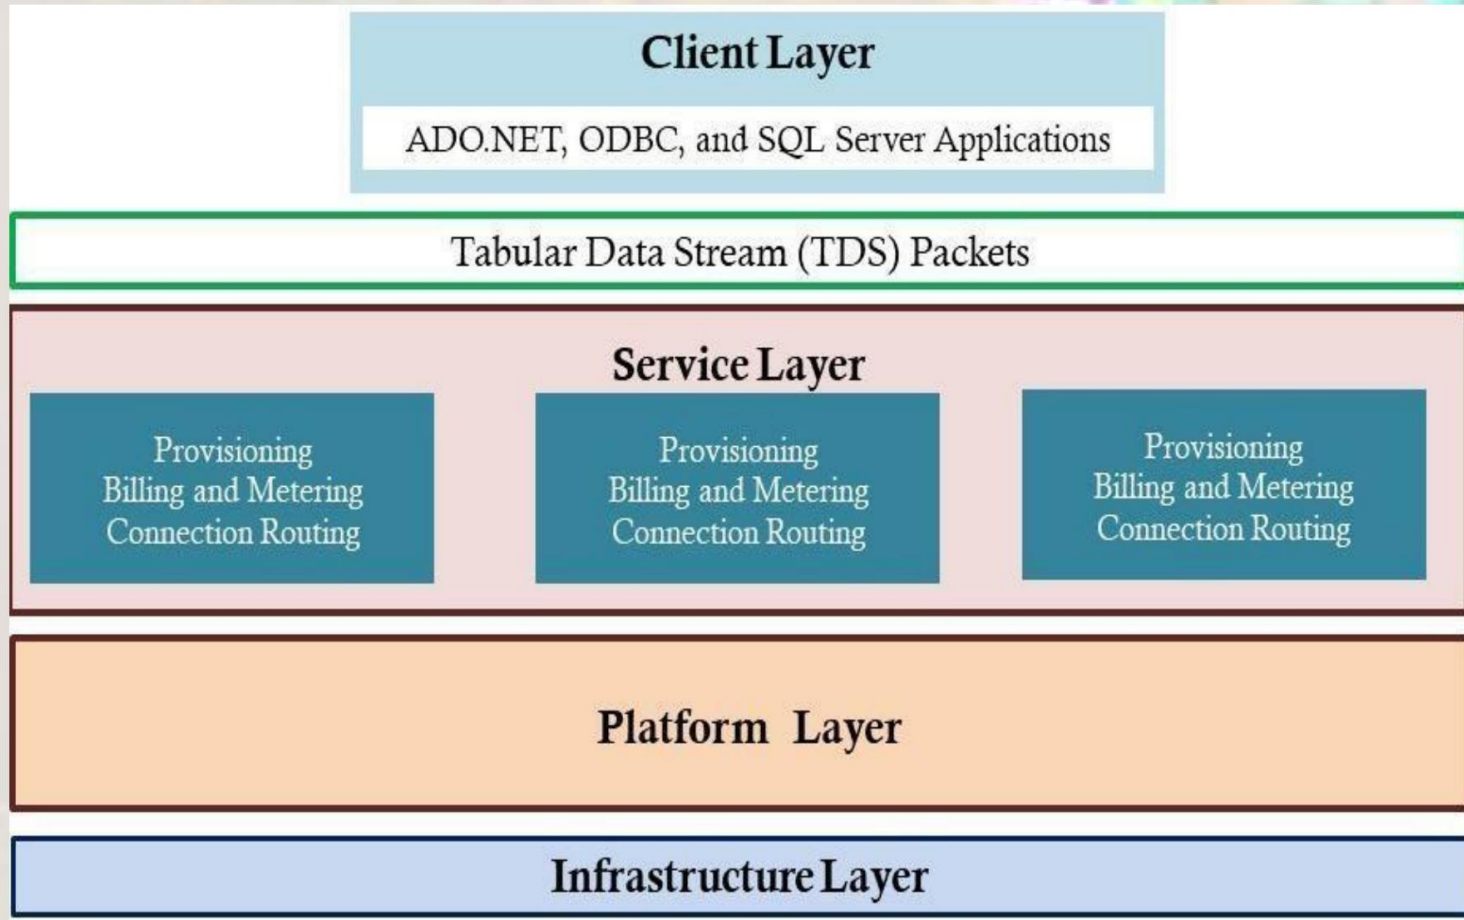 Client Layer
ADO.NET, ODBC, and SQL Server Applications
Tabular Data Stream (TDS) Packets
Service Layer
Provisioning
Billing and Metering
Connection Routing
Provisioning
Billing and Metering
Connection Routing
Provisioning
Billing and Metering
Connection Routing
Platform Layer
Infrastructure Layer